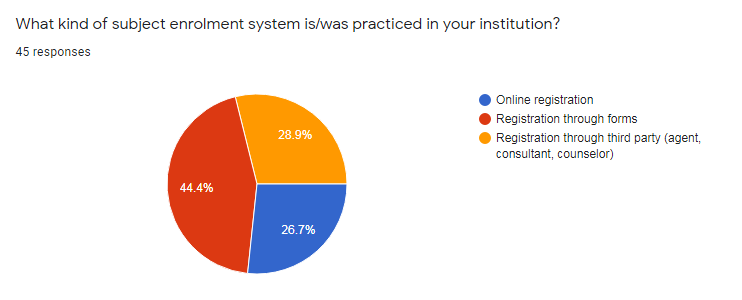 What kind of subject enrolment system is/was practiced in your institution?
45 responses
Online registration
Registration through forms
Registration through third party (agent,
consultant, counselor)
28.9%
44.4%
26.7%